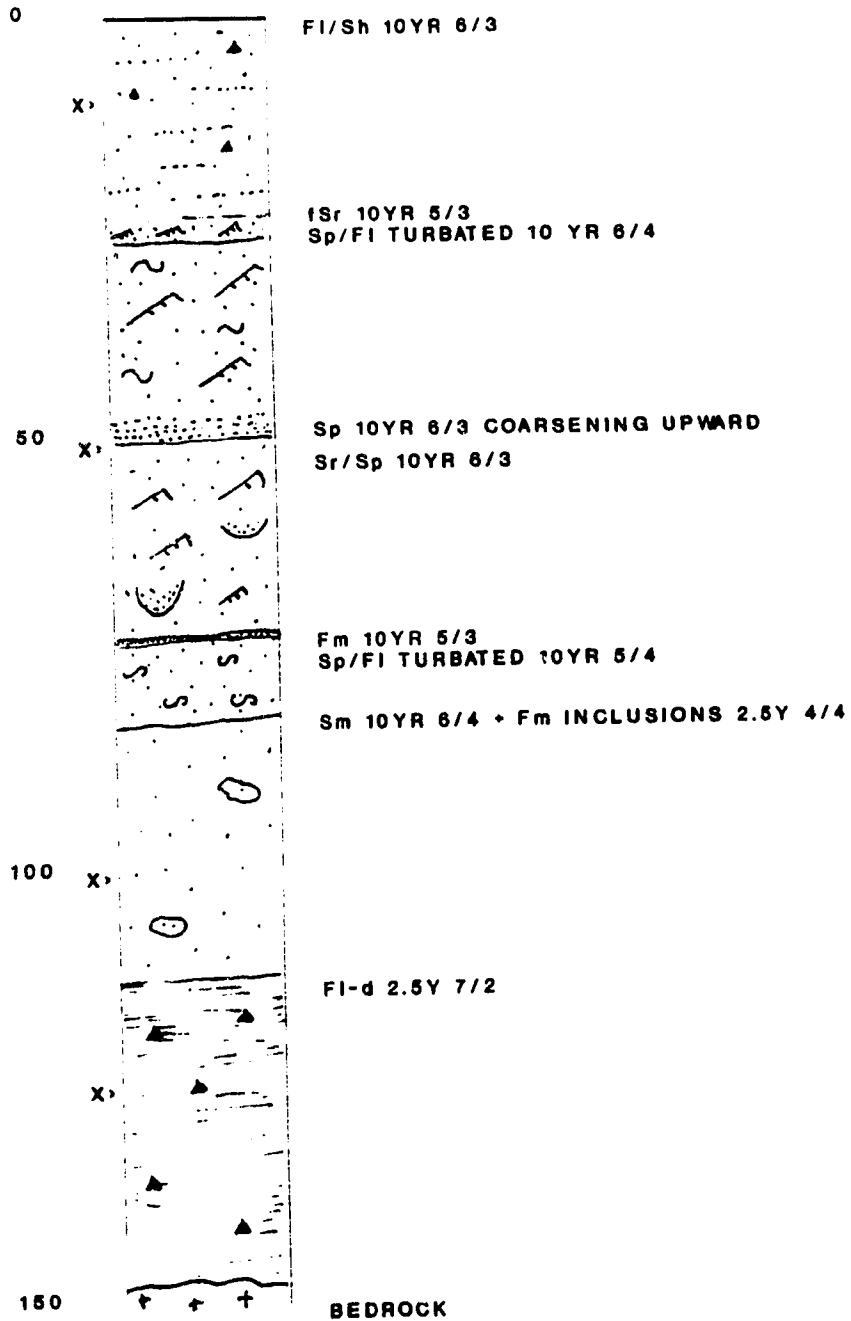 0
Fl/Sh 10YR 6/3
X>
fSr 10YR 5/3
Sp/Fl TURBATED 10 YR 6/4
50
Sp 10YR 6/3 COARSENING UPWARD
X>
Sr/Sp 10YR 6/3
Fm 10YR 5/3
Sp/Fl TURBATED 10YR 5/4
Sm 10YR 6/4 + Fm INCLUSIONS 2.5Y 4/4
100
X>
Fl-d 2.5Y 7/2
X>
150
BEDROCK